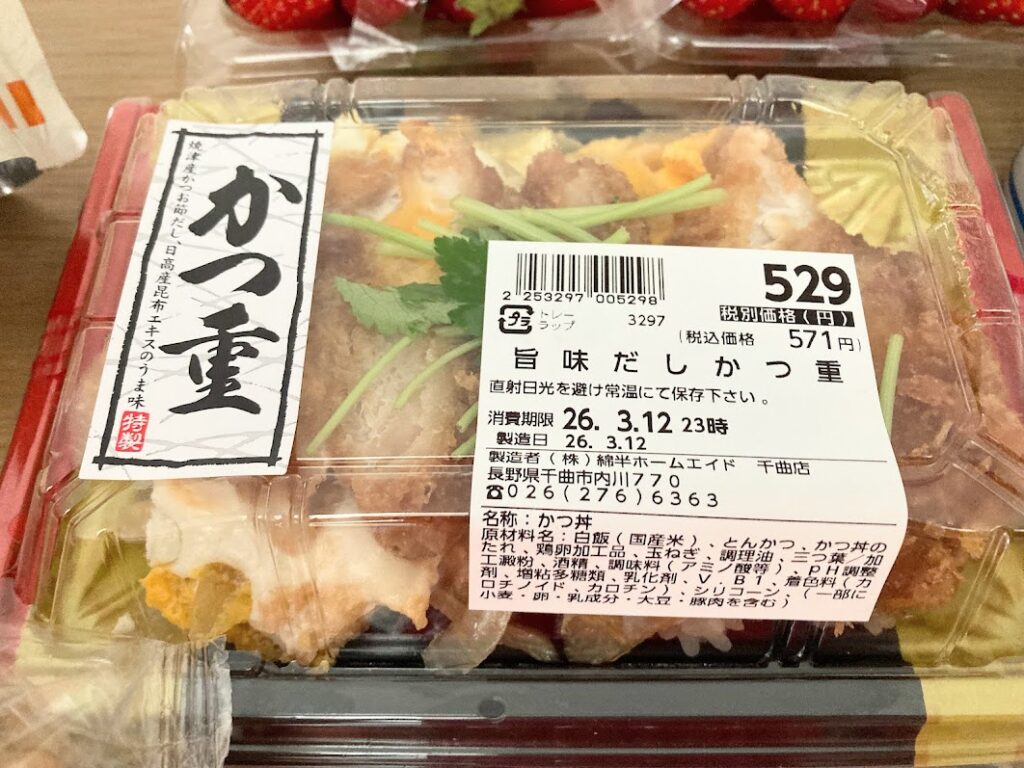 焼津産かつお節だし、日高産昆布エキスのうま味
かつ重
特製
2 253297 005298
529
税別価格(円)
プラ
トレー
ラップ
3297
(税込価格 571円)
旨味だしかつ重
直射日光を避け常温にて保存下さい。
消費期限 26. 3.12 23時
製造日 26. 3.12
製造者(株)綿半ホームエイド 千曲店
長野県千曲市内川770
☎026(276)6363
名称:かつ丼
原材料名:白飯(国産米)、とんかつ、かつ丼の
たれ、鶏卵加工品、玉ねぎ、調理油、三つ葉/加
工澱粉、酒精、調味料(アミノ酸等)、pH調整
剤、増粘多糖類、乳化剤、V.B1、着色料(カ
ロチノイド、カロチン)、シリコーン、(一部に
小麦・卵・乳成分・大豆・豚肉を含む)